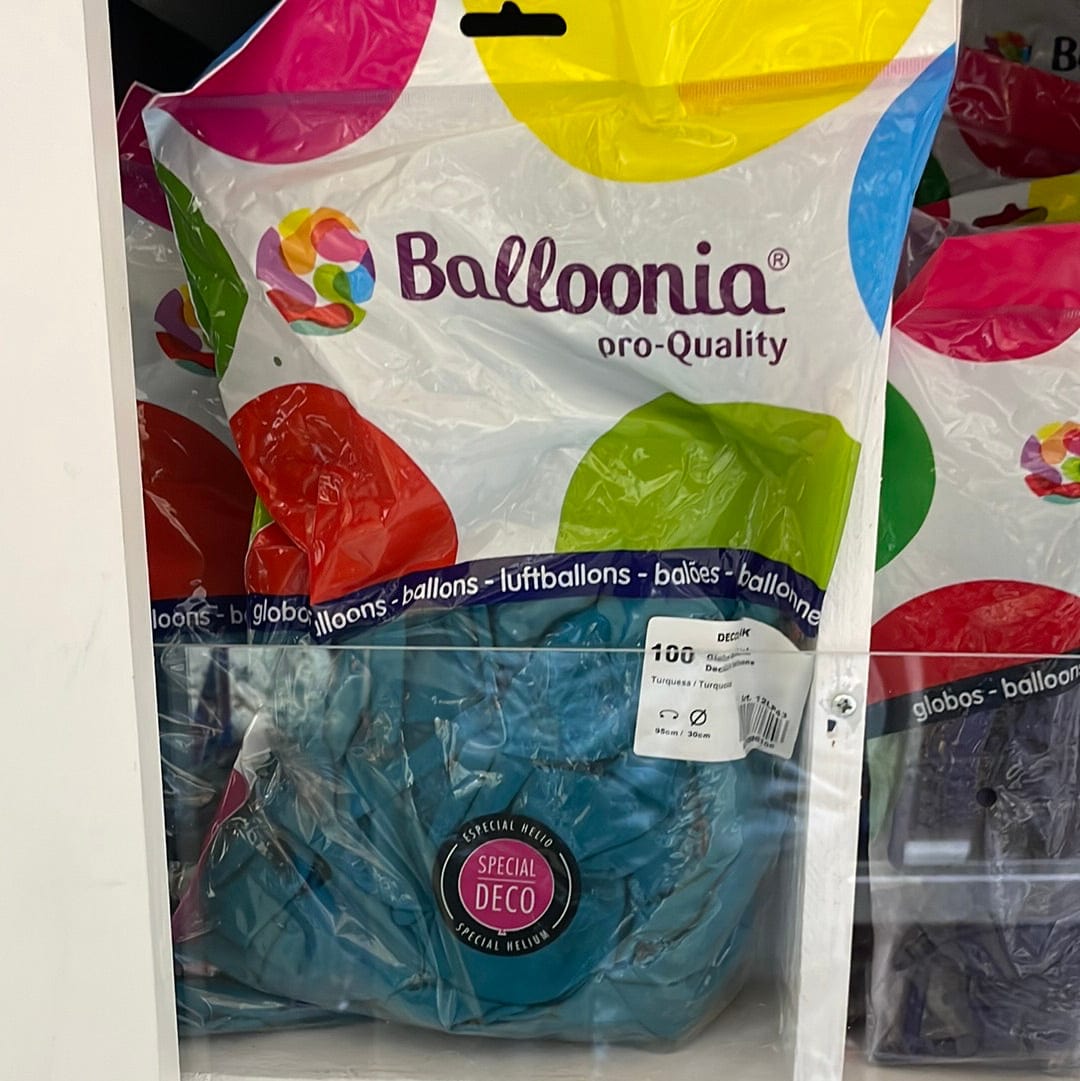 Balloonia®
pro-Quality
lloons - ballons - luftballons - balões - ballonne
loons - b
globo
globos - balloon
B
100
Turquesa / Turquo
95cm / 30cm
ESPECIAL HELIO
SPECIAL
DECO
SPECIAL HELIUM